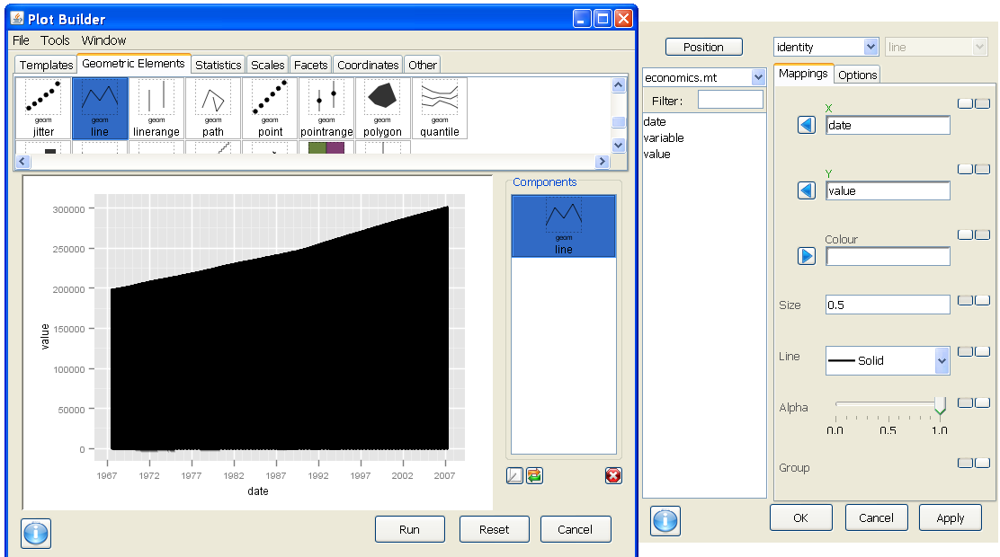 Plot Builder
File Tools Window
Templates Geometric Elements Statistics Scales Facets Coordinates Other
geom geom geom geom geom geom geom geom
jitter line linerange path point pointrange polygon quantile
300000
250000
200000
150000
100000
50000
0
value
1967 1972 1977 1982 1987 1992 1997 2002 2007
date
Components
geom
line
Run Reset Cancel
Position identity line
economics.mt
Filter:
date
variable
value
Mappings Options
X
date
Y
value
Colour
Size 0.5
Line Solid
Alpha
0.0 0.5 1.0
Group
OK Cancel Apply